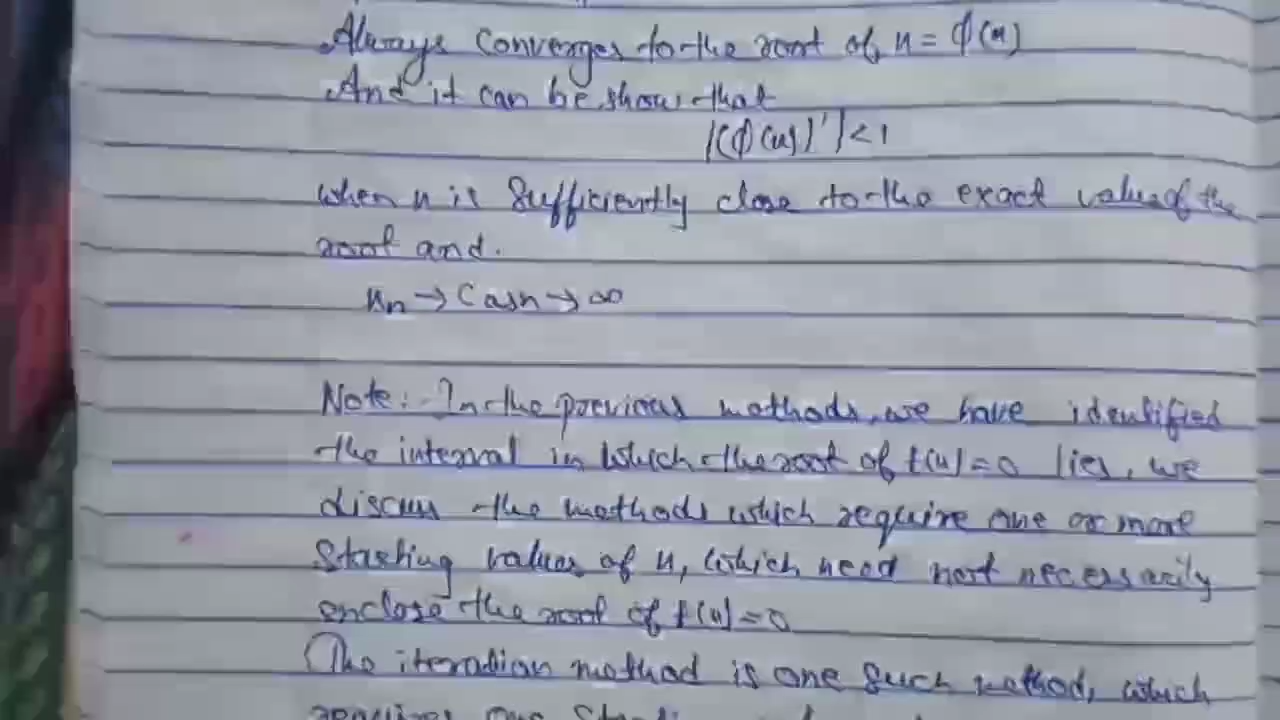 Always converges to the root of x = ϕ(x)
And it can be show that
|(ϕ(x))'| < 1
when x is sufficiently close to the exact value of the
root and.
xn → C as n → ∞
Note: - In the previous methods, we have identified
the interval in which the root of f(x) = 0 lies, we
discuss the methods which require one or more
starting values of x, which need not necessarily
enclose the root of f(x) = 0
The iteration method is one such method, which
requires one